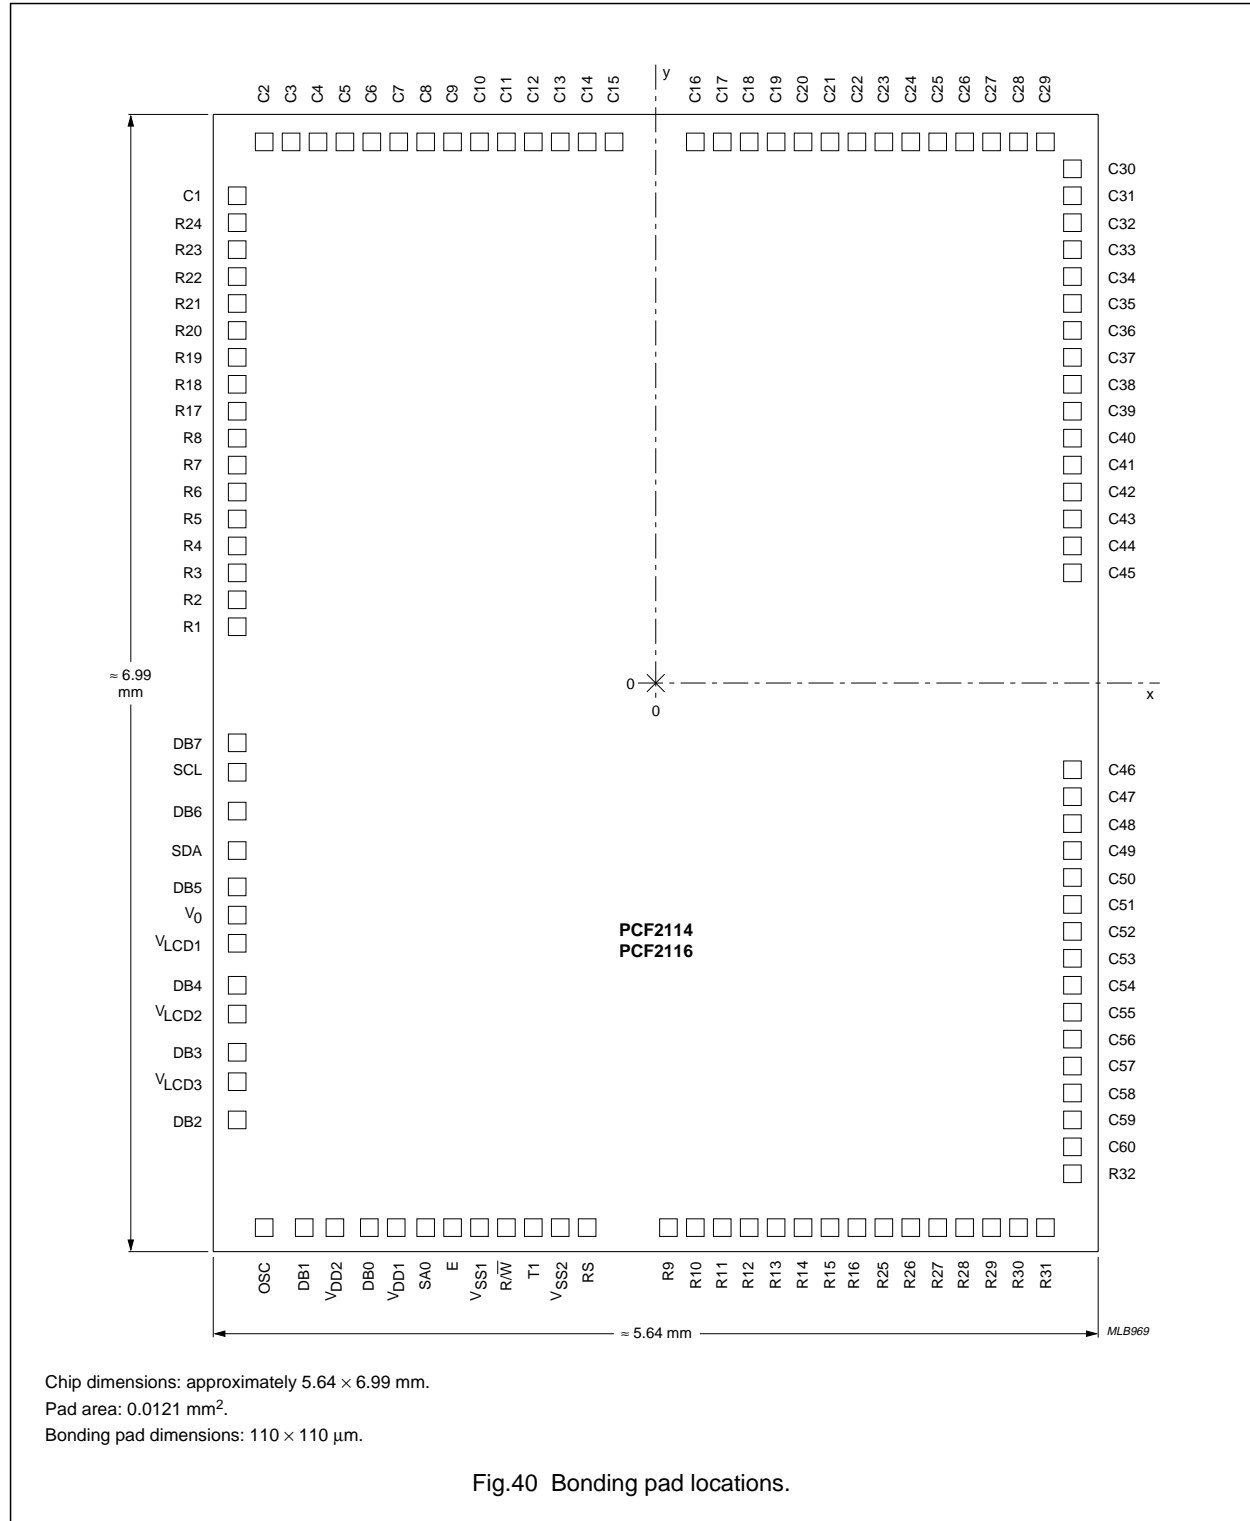 C2 C3 C4 C5 C6 C7 C8 C9 C10 C11 C12 C13 C14 C15 y C16 C17 C18 C19 C20 C21 C22 C23 C24 C25 C26 C27 C28 C29
C30
C1 C31
R24 C32
R23 C33
R22 C34
R21 C35
R20 C36
R19 C37
R18 C38
R17 C39
R8 C40
R7 C41
R6 C42
R5 C43
R4 C44
R3 C45
R2
R1
≈ 6.99
mm
0
x
0
DB7
SCL C46
C47
DB6 C48
SDA C49
DB5 C50
V0 C51
PCF2114 C52
VLCD1 PCF2116 C53
DB4 C54
VLCD2 C55
DB3 C56
C57
VLCD3 C58
DB2 C59
C60
R32
OSC DB1 VDD2 DB0 VDD1 SA0 E VSS1 R/W̅ T1 VSS2 RS R9 R10 R11 R12 R13 R14 R15 R16 R25 R26 R27 R28 R29 R30 R31
≈ 5.64 mm MLB969
Chip dimensions: approximately 5.64 × 6.99 mm.
Pad area: 0.0121 mm².
Bonding pad dimensions: 110 × 110 μm.
Fig.40 Bonding pad locations.